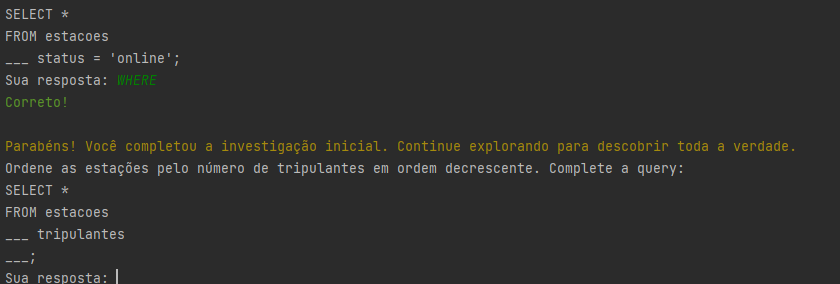 SELECT *
FROM estacoes
___ status = 'online';
Sua resposta: WHERE
Correto!
Parabéns! Você completou a investigação inicial. Continue explorando para descobrir toda a verdade.
Ordene as estações pelo número de tripulantes em ordem decrescente. Complete a query:
SELECT *
FROM estacoes
___ tripulantes
___;
Sua resposta: